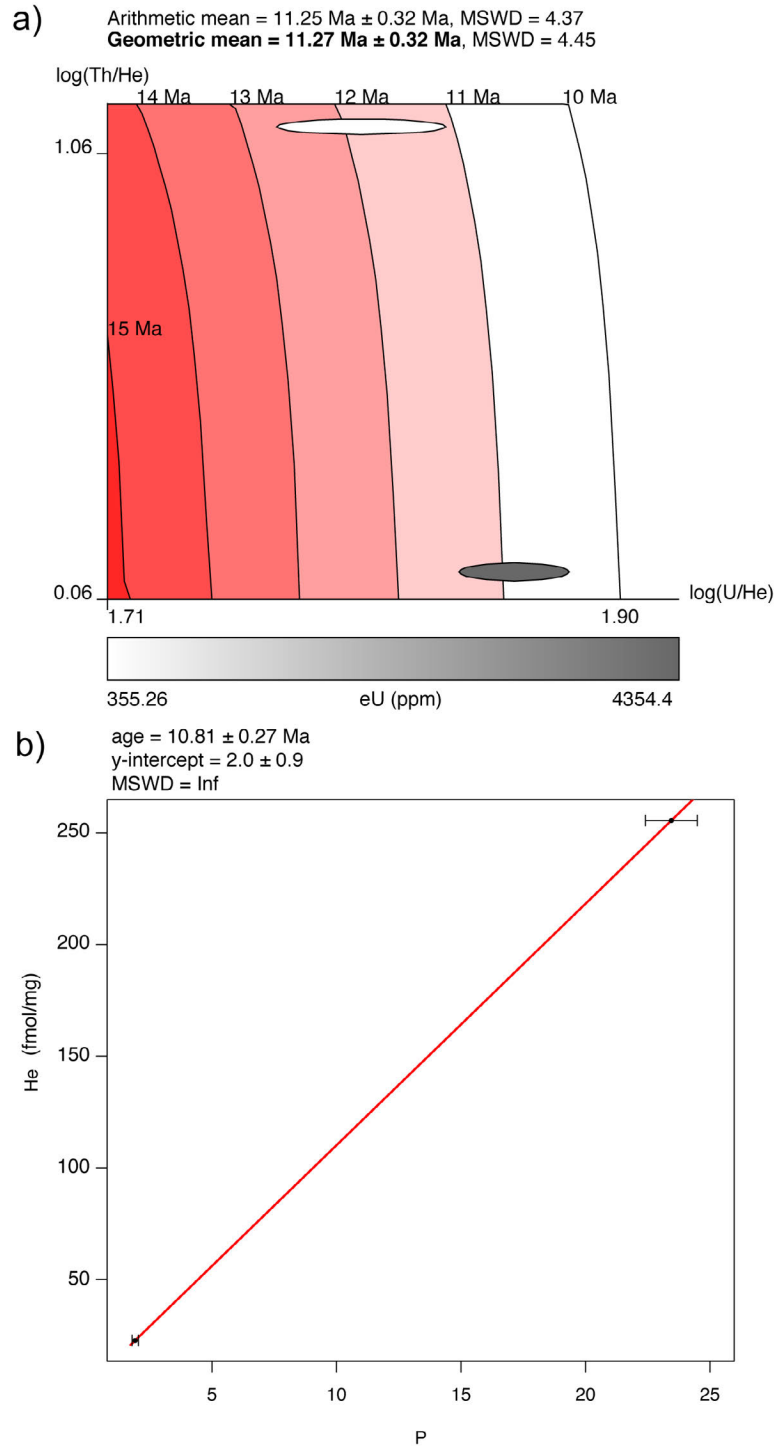 a)
Arithmetic mean = 11.25 Ma ± 0.32 Ma, MSWD = 4.37
Geometric mean = 11.27 Ma ± 0.32 Ma, MSWD = 4.45
log(Th/He)
14 Ma 13 Ma 12 Ma 11 Ma 10 Ma
1.06
15 Ma
0.06
log(U/He)
1.71 1.90
355.26 eU (ppm) 4354.4
b)
age = 10.81 ± 0.27 Ma
y-intercept = 2.0 ± 0.9
MSWD = Inf
250
200
150
He (fmol/mg)
100
50
5 10 15 20 25
P